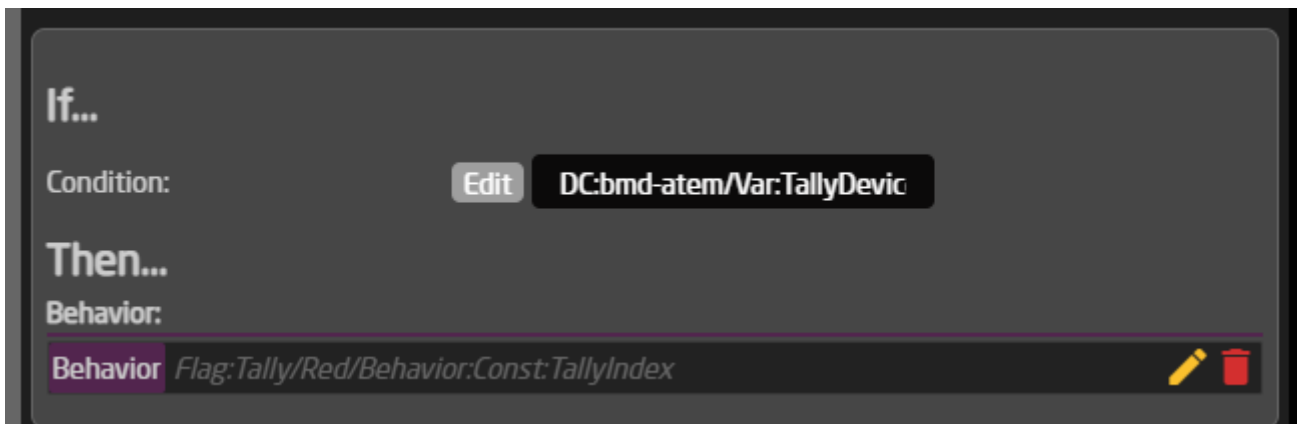 If...
Condition:
Edit
DC:bmd-atem/Var:TallyDevic
Then...
Behavior:
Behavior Flag:Tally/Red/Behavior:Const:TallyIndex